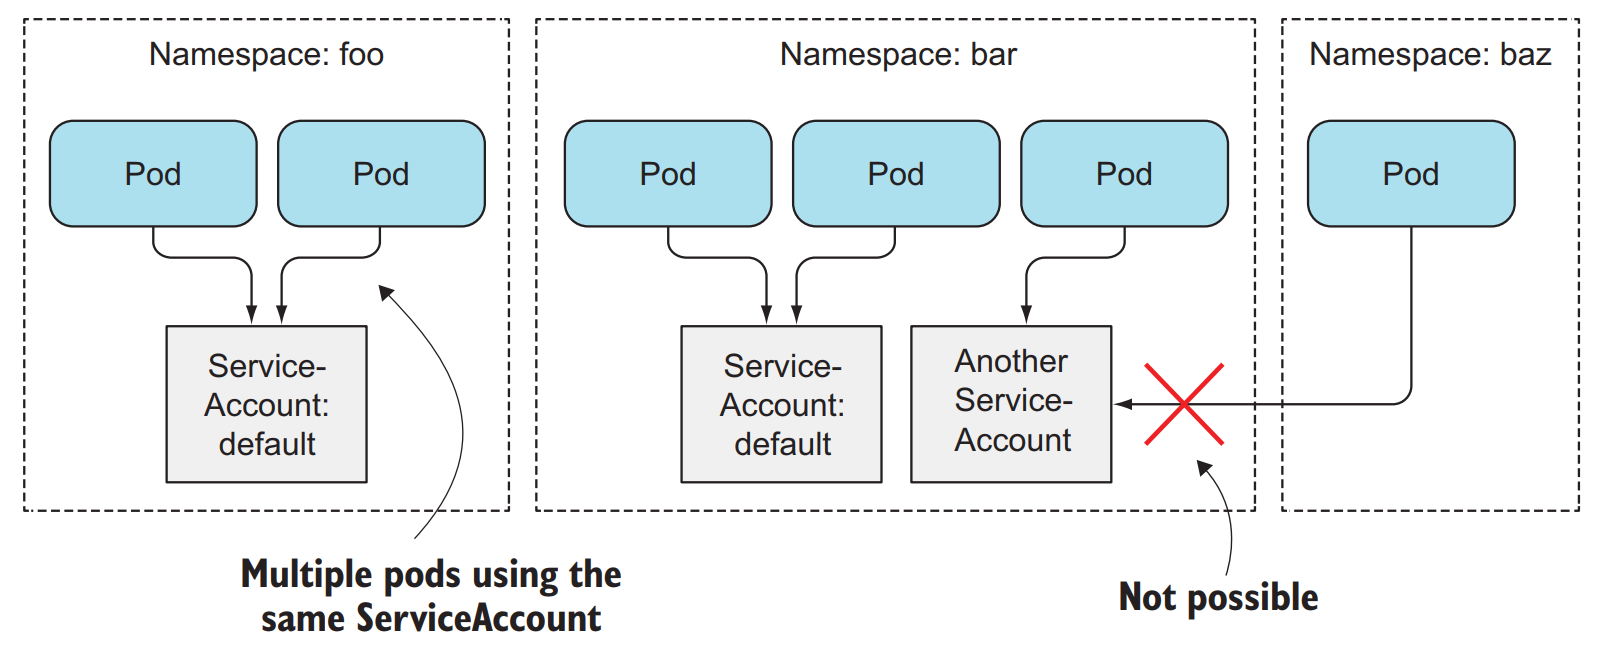 Namespace: foo
Namespace: bar
Namespace: baz
Pod
Pod
Pod
Pod
Pod
Pod
Service-
Account:
default
Service-
Account:
default
Another
Service-
Account
Multiple pods using the
same ServiceAccount
Not possible